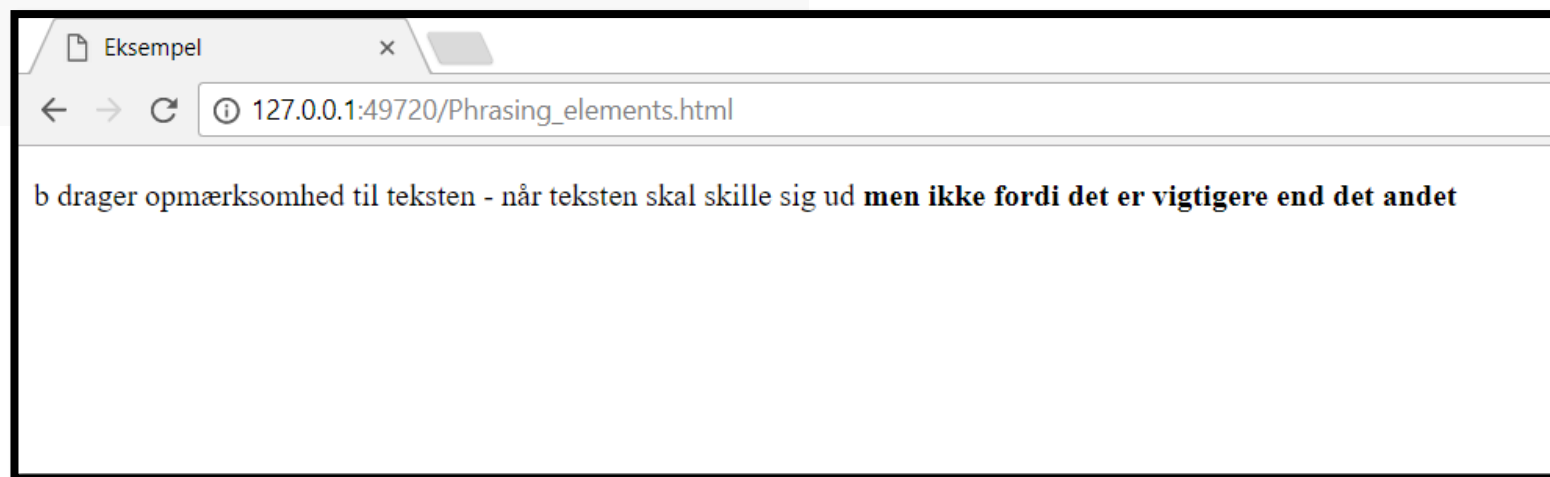 Eksempel
127.0.0.1:49720/Phrasing_elements.html
b drager opmærksomhed til teksten - når teksten skal skille sig ud men ikke fordi det er vigtigere end det andet